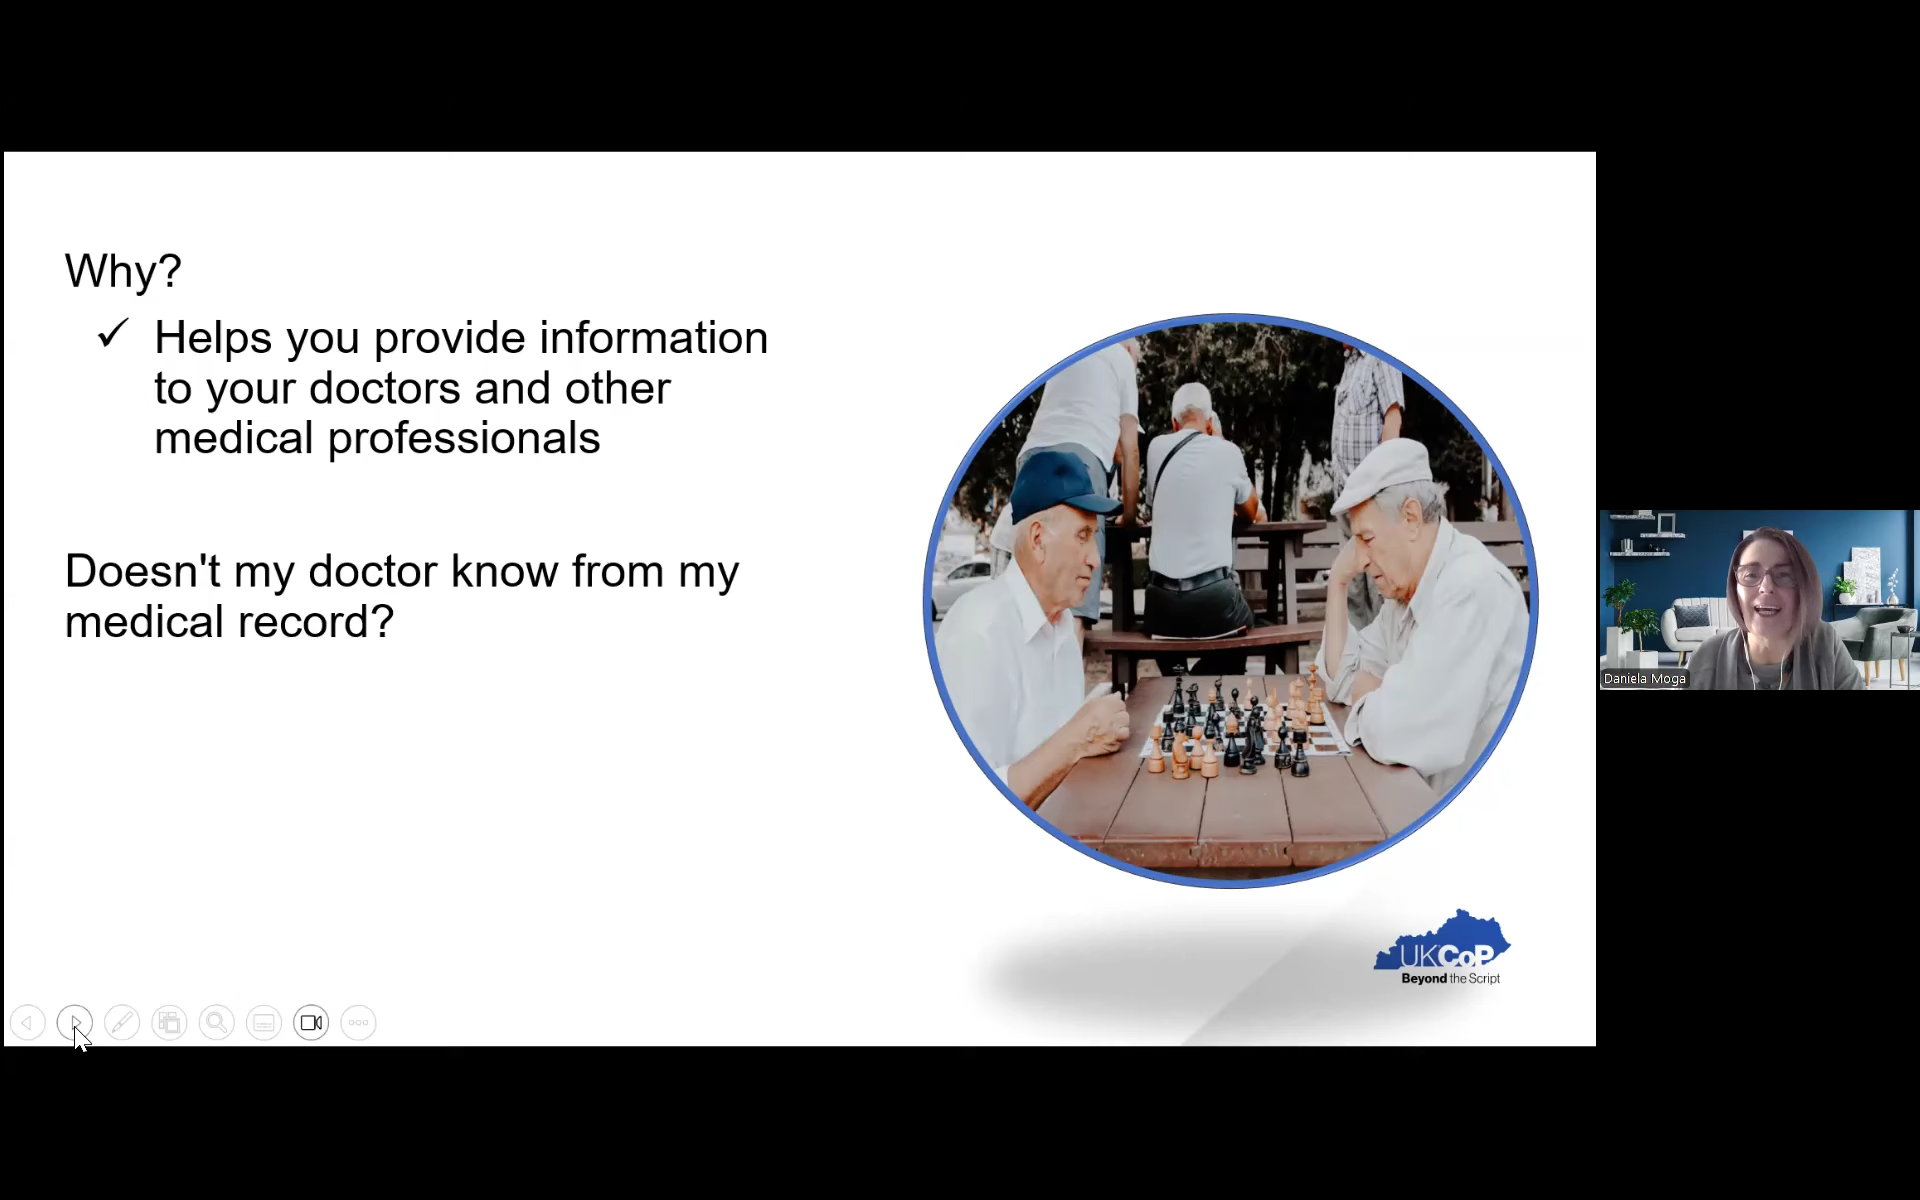 Why?
✓ Helps you provide information
to your doctors and other
medical professionals
Doesn't my doctor know from my
medical record?
UKCoP
Beyond the Script
Daniela Moga